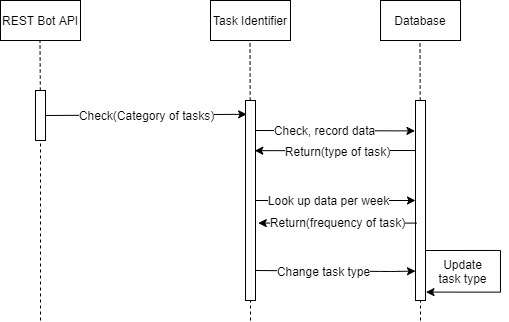 REST Bot API
Task Identifier
Database
Check(Category of tasks)
Check, record data
Return(type of task)
Look up data per week
Return(frequency of task)
Change task type
Update
task type